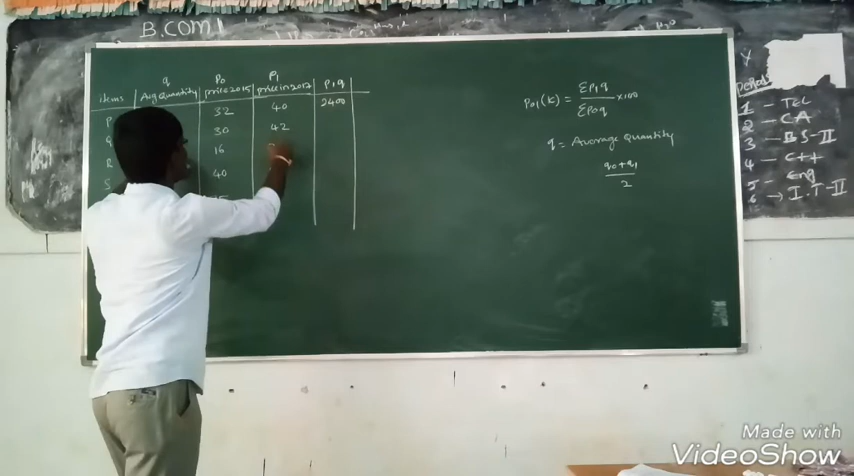 B.COM I
q P0 P1
items Avg Quantity price 2015 price in 2017 P1q
P 32 40 2400
Q 30 42
R 16
S 40
P01(K) = ΣP1q / ΣP0q ×100
q = Average Quantity
q0+q1
2
Y
Period
1 - TEL
2 - CA
3 - BS-II
4 - C++
5 - Eng
6 → I.T-II
Made with
VideoShow